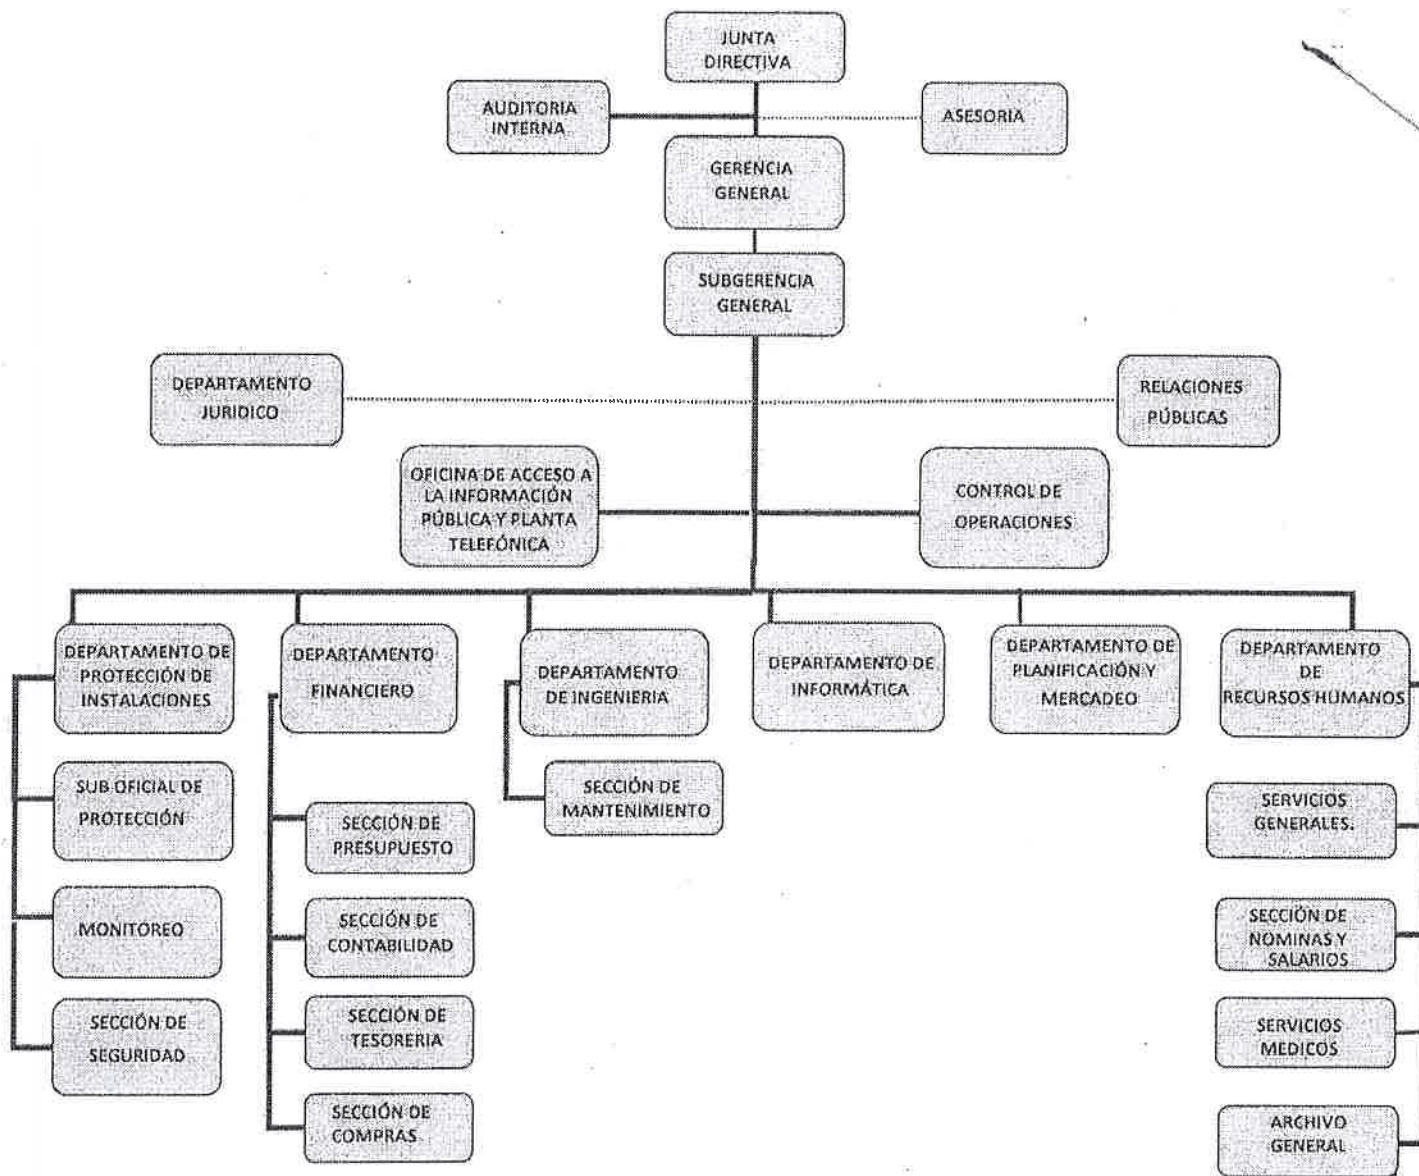 JUNTA
DIRECTIVA
AUDITORIA
INTERNA
ASESORIA
GERENCIA
GENERAL
SUBGERENCIA
GENERAL
DEPARTAMENTO
JURIDICO
RELACIONES
PÚBLICAS
OFICINA DE ACCESO A
LA INFORMACIÓN
PÚBLICA Y PLANTA
TELEFÓNICA
CONTROL DE
OPERACIONES
DEPARTAMENTO DE
PROTECCIÓN DE
INSTALACIONES
DEPARTAMENTO
FINANCIERO
DEPARTAMENTO
DE INGENIERIA
DEPARTAMENTO DE
INFORMÁTICA
DEPARTAMENTO DE
PLANIFICACIÓN Y
MERCADEO
DEPARTAMENTO
DE
RECURSOS HUMANOS
SUB OFICIAL DE
PROTECCIÓN
MONITOREO
SECCIÓN DE
SEGURIDAD
SECCIÓN DE
PRESUPUESTO
SECCIÓN DE
CONTABILIDAD
SECCIÓN DE
TESORERIA
SECCIÓN DE
COMPRAS
SECCIÓN DE
MANTENIMIENTO
SERVICIOS
GENERALES.
SECCIÓN DE
NOMINAS Y
SALARIOS
SERVICIOS
MEDICOS
ARCHIVO
GENERAL